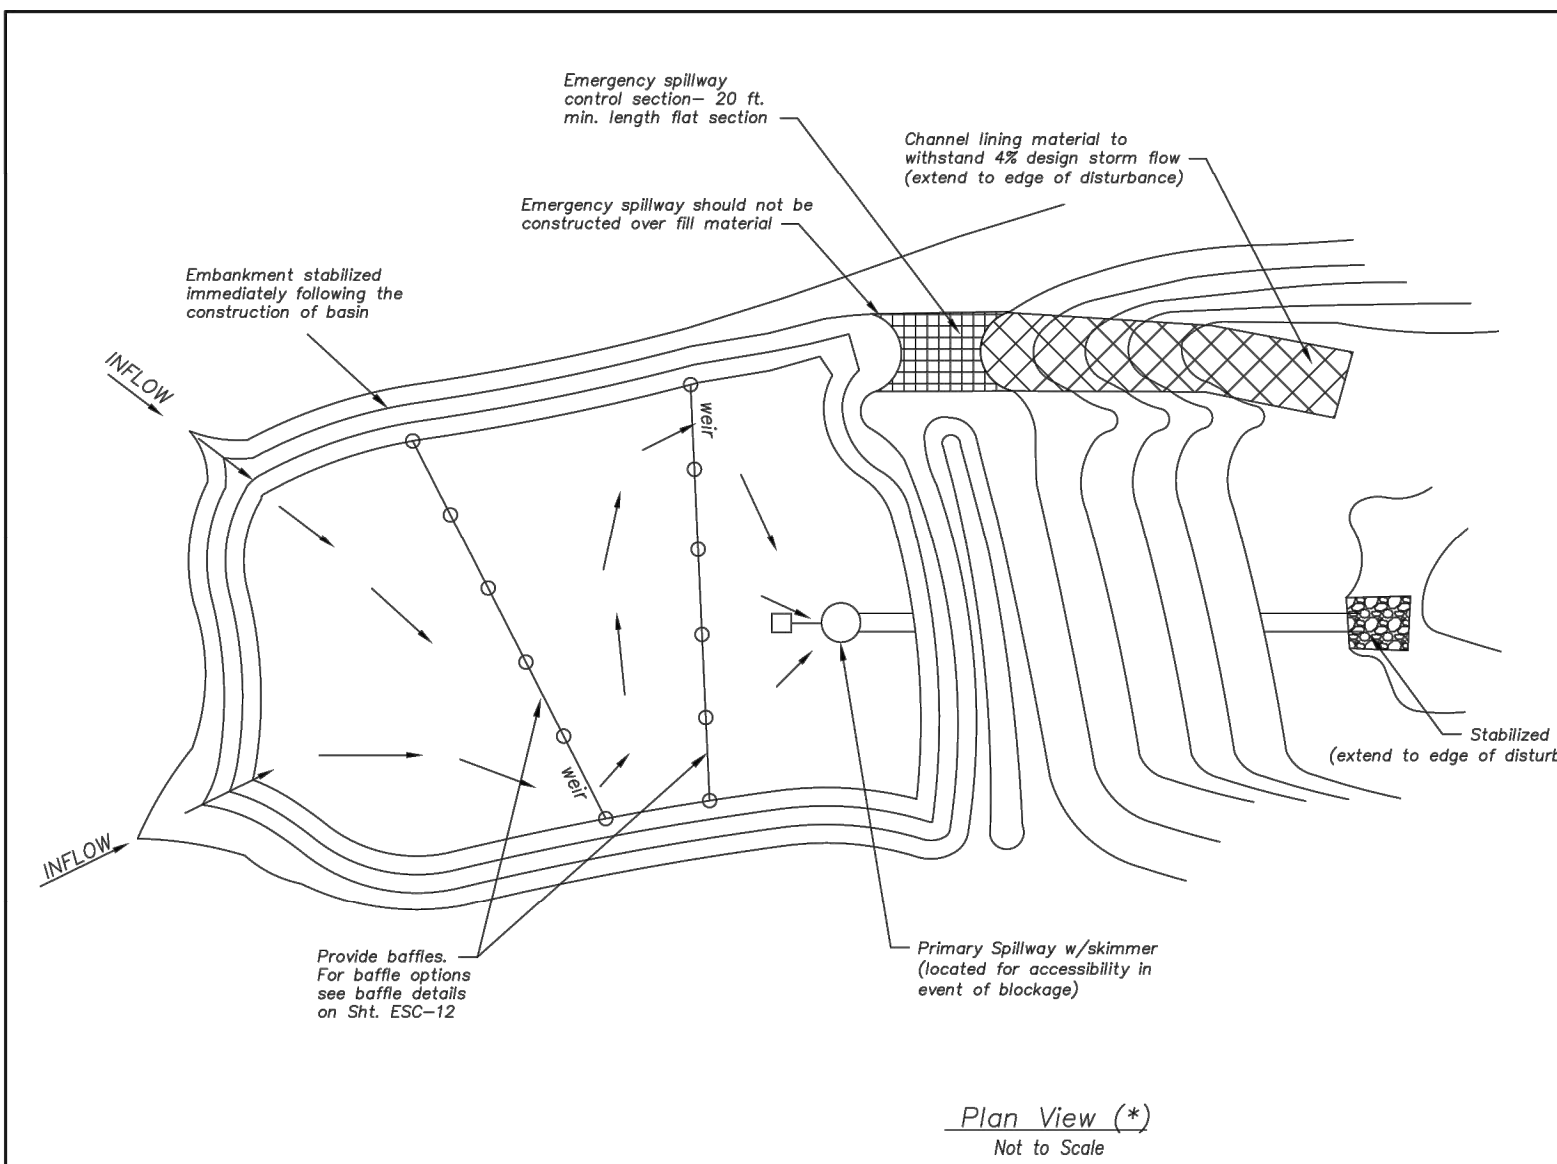 Emergency spillway
control section— 20 ft.
min. length flat section
Channel lining material to
withstand 4% design storm flow
(extend to edge of disturbance)
Emergency spillway should not be
constructed over fill material
Embankment stabilized
immediately following the
construction of basin
INFLOW
weir
weir
INFLOW
Stabilized
(extend to edge of disturb
Provide baffles.
For baffle options
see baffle details
on Sht. ESC—12
Primary Spillway w/skimmer
(located for accessibility in
event of blockage)
Plan View (*)
Not to Scale